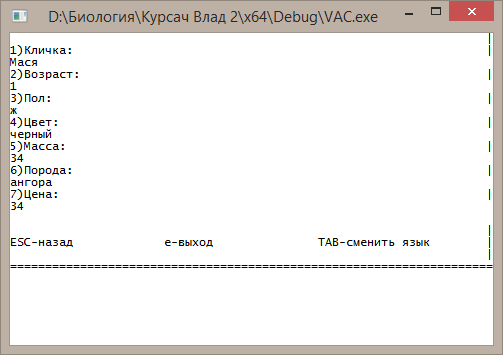 D:\Биология\Курсач Влад 2\x64\Debug\VAC.exe
|
1)Кличка: |
Мася
2)Возраст: |
1
3)Пол: |
ж
4)Цвет: |
черный
5)Масса: |
34
6)Порода: |
ангора
7)Цена: |
34
|
ESC-назад е-выход TAB-сменить язык |
|
=====================================================================